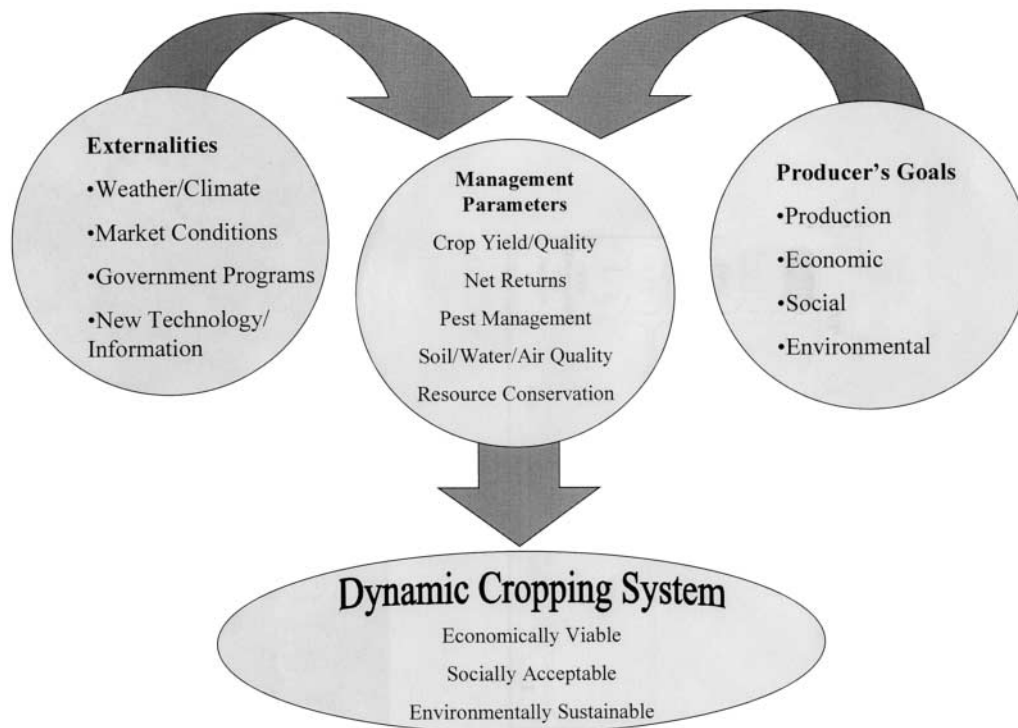 Externalities
•Weather/Climate
•Market Conditions
•Government Programs
•New Technology/
Information
Management
Parameters
Crop Yield/Quality
Net Returns
Pest Management
Soil/Water/Air Quality
Resource Conservation
Producer's Goals
•Production
•Economic
•Social
•Environmental
Dynamic Cropping System
Economically Viable
Socially Acceptable
Environmentally Sustainable